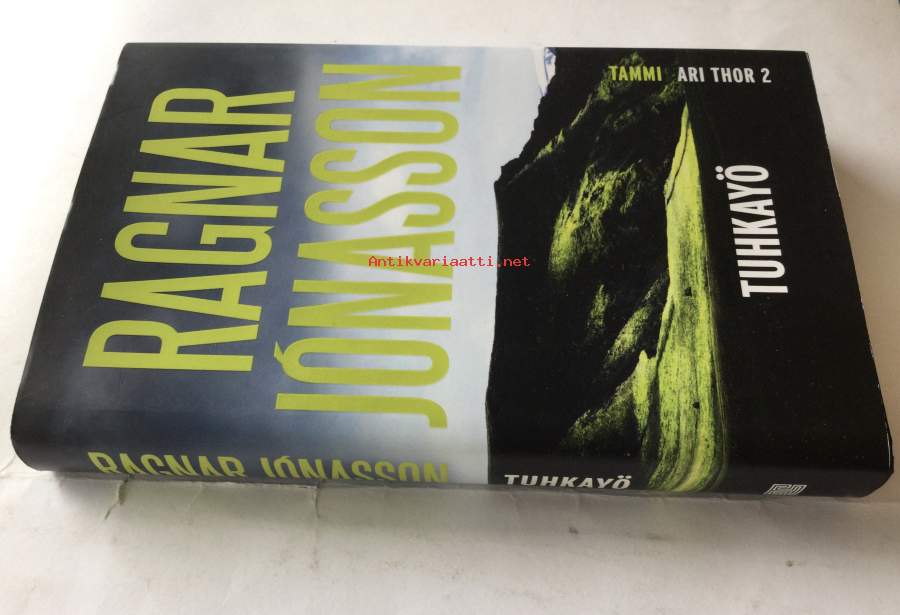 RAGNAR
JÓNASSON
TAMMI ARI THOR 2
TUHKAYÖ
Antikvariaatti.net
RAGNAR JÓNASSON
TUHKAYÖ